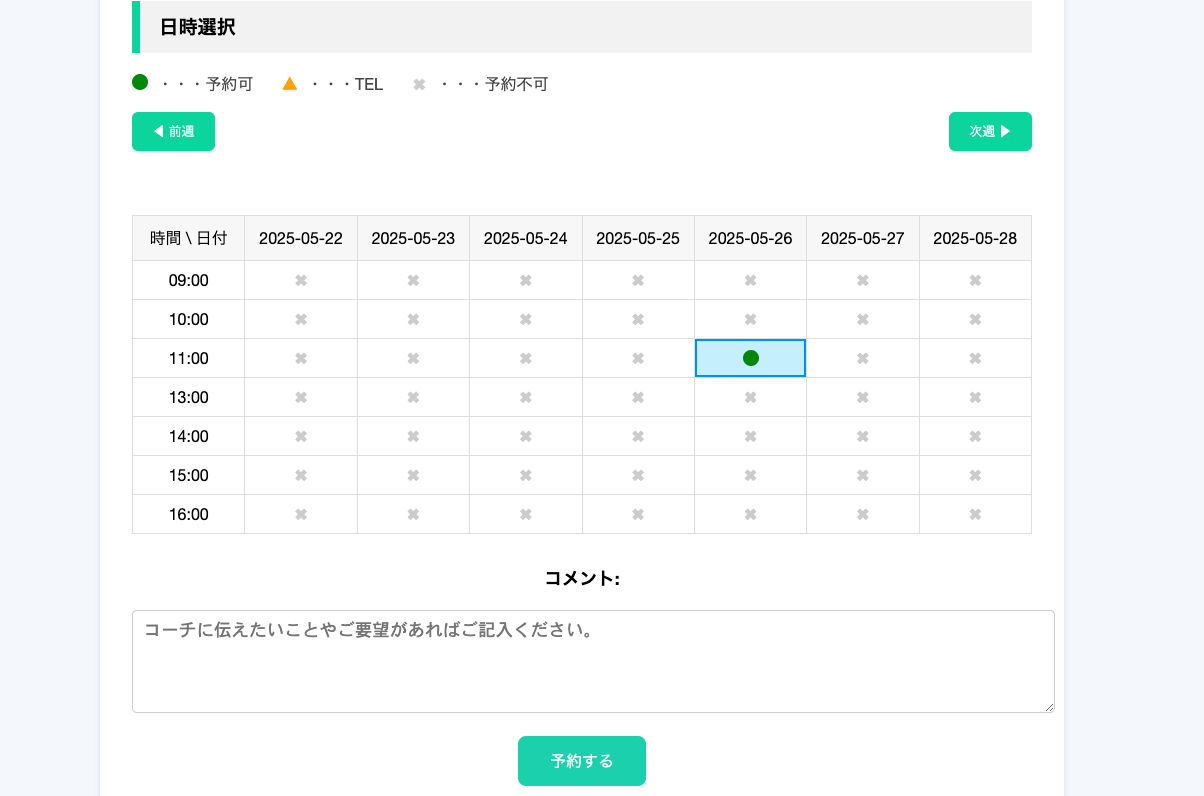 日時選択
● ・・・予約可 ▲ ・・・TEL ✖ ・・・予約不可
◀ 前週 次週 ▶
時間 \ 日付 2025-05-22 2025-05-23 2025-05-24 2025-05-25 2025-05-26 2025-05-27 2025-05-28
09:00 ✖ ✖ ✖ ✖ ✖ ✖ ✖
10:00 ✖ ✖ ✖ ✖ ✖ ✖ ✖
11:00 ✖ ✖ ✖ ✖ ● ✖ ✖
13:00 ✖ ✖ ✖ ✖ ✖ ✖ ✖
14:00 ✖ ✖ ✖ ✖ ✖ ✖ ✖
15:00 ✖ ✖ ✖ ✖ ✖ ✖ ✖
16:00 ✖ ✖ ✖ ✖ ✖ ✖ ✖
コメント:
コーチに伝えたいことやご要望があればご記入ください。
予約する